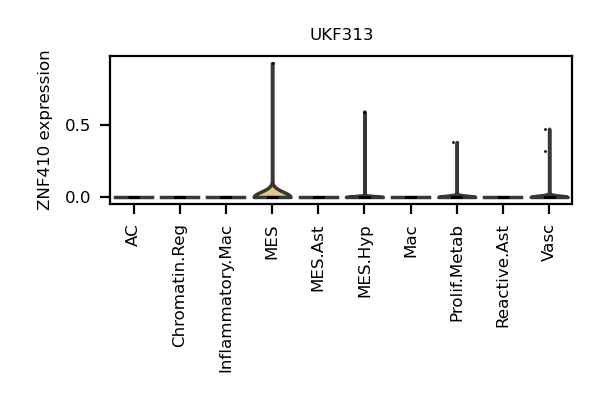 UKF313
ZNF410 expression
0.5
0.0
AC
Chromatin.Reg
Inflammatory.Mac
MES
MES.Ast
MES.Hyp
Mac
Prolif.Metab
Reactive.Ast
Vasc